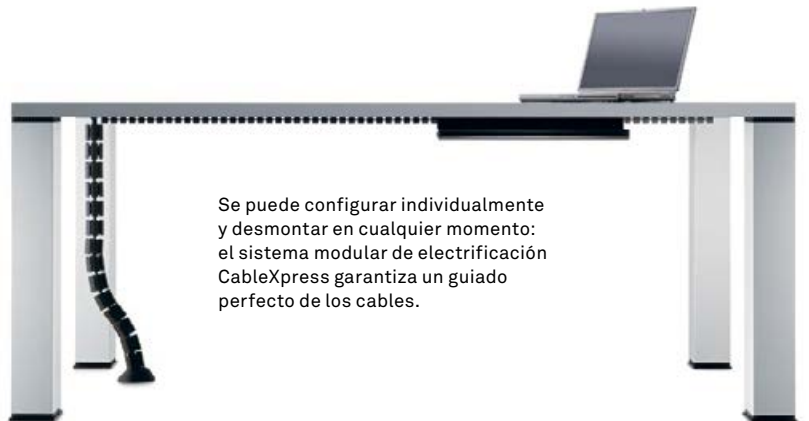 Se puede configurar individualmente
y desmontar en cualquier momento:
el sistema modular de electrificación
CableXpress garantiza un guiado
perfecto de los cables.